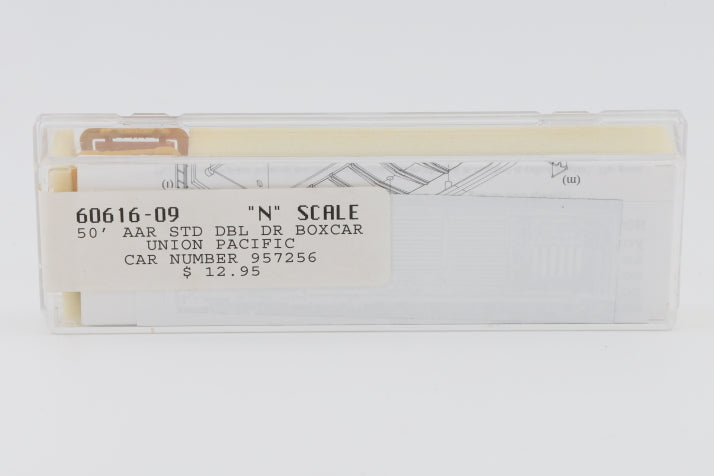 60616-09 "N" SCALE
50' AAR STD DBL DR BOXCAR
UNION PACIFIC
CAR NUMBER 957256
$ 12.95